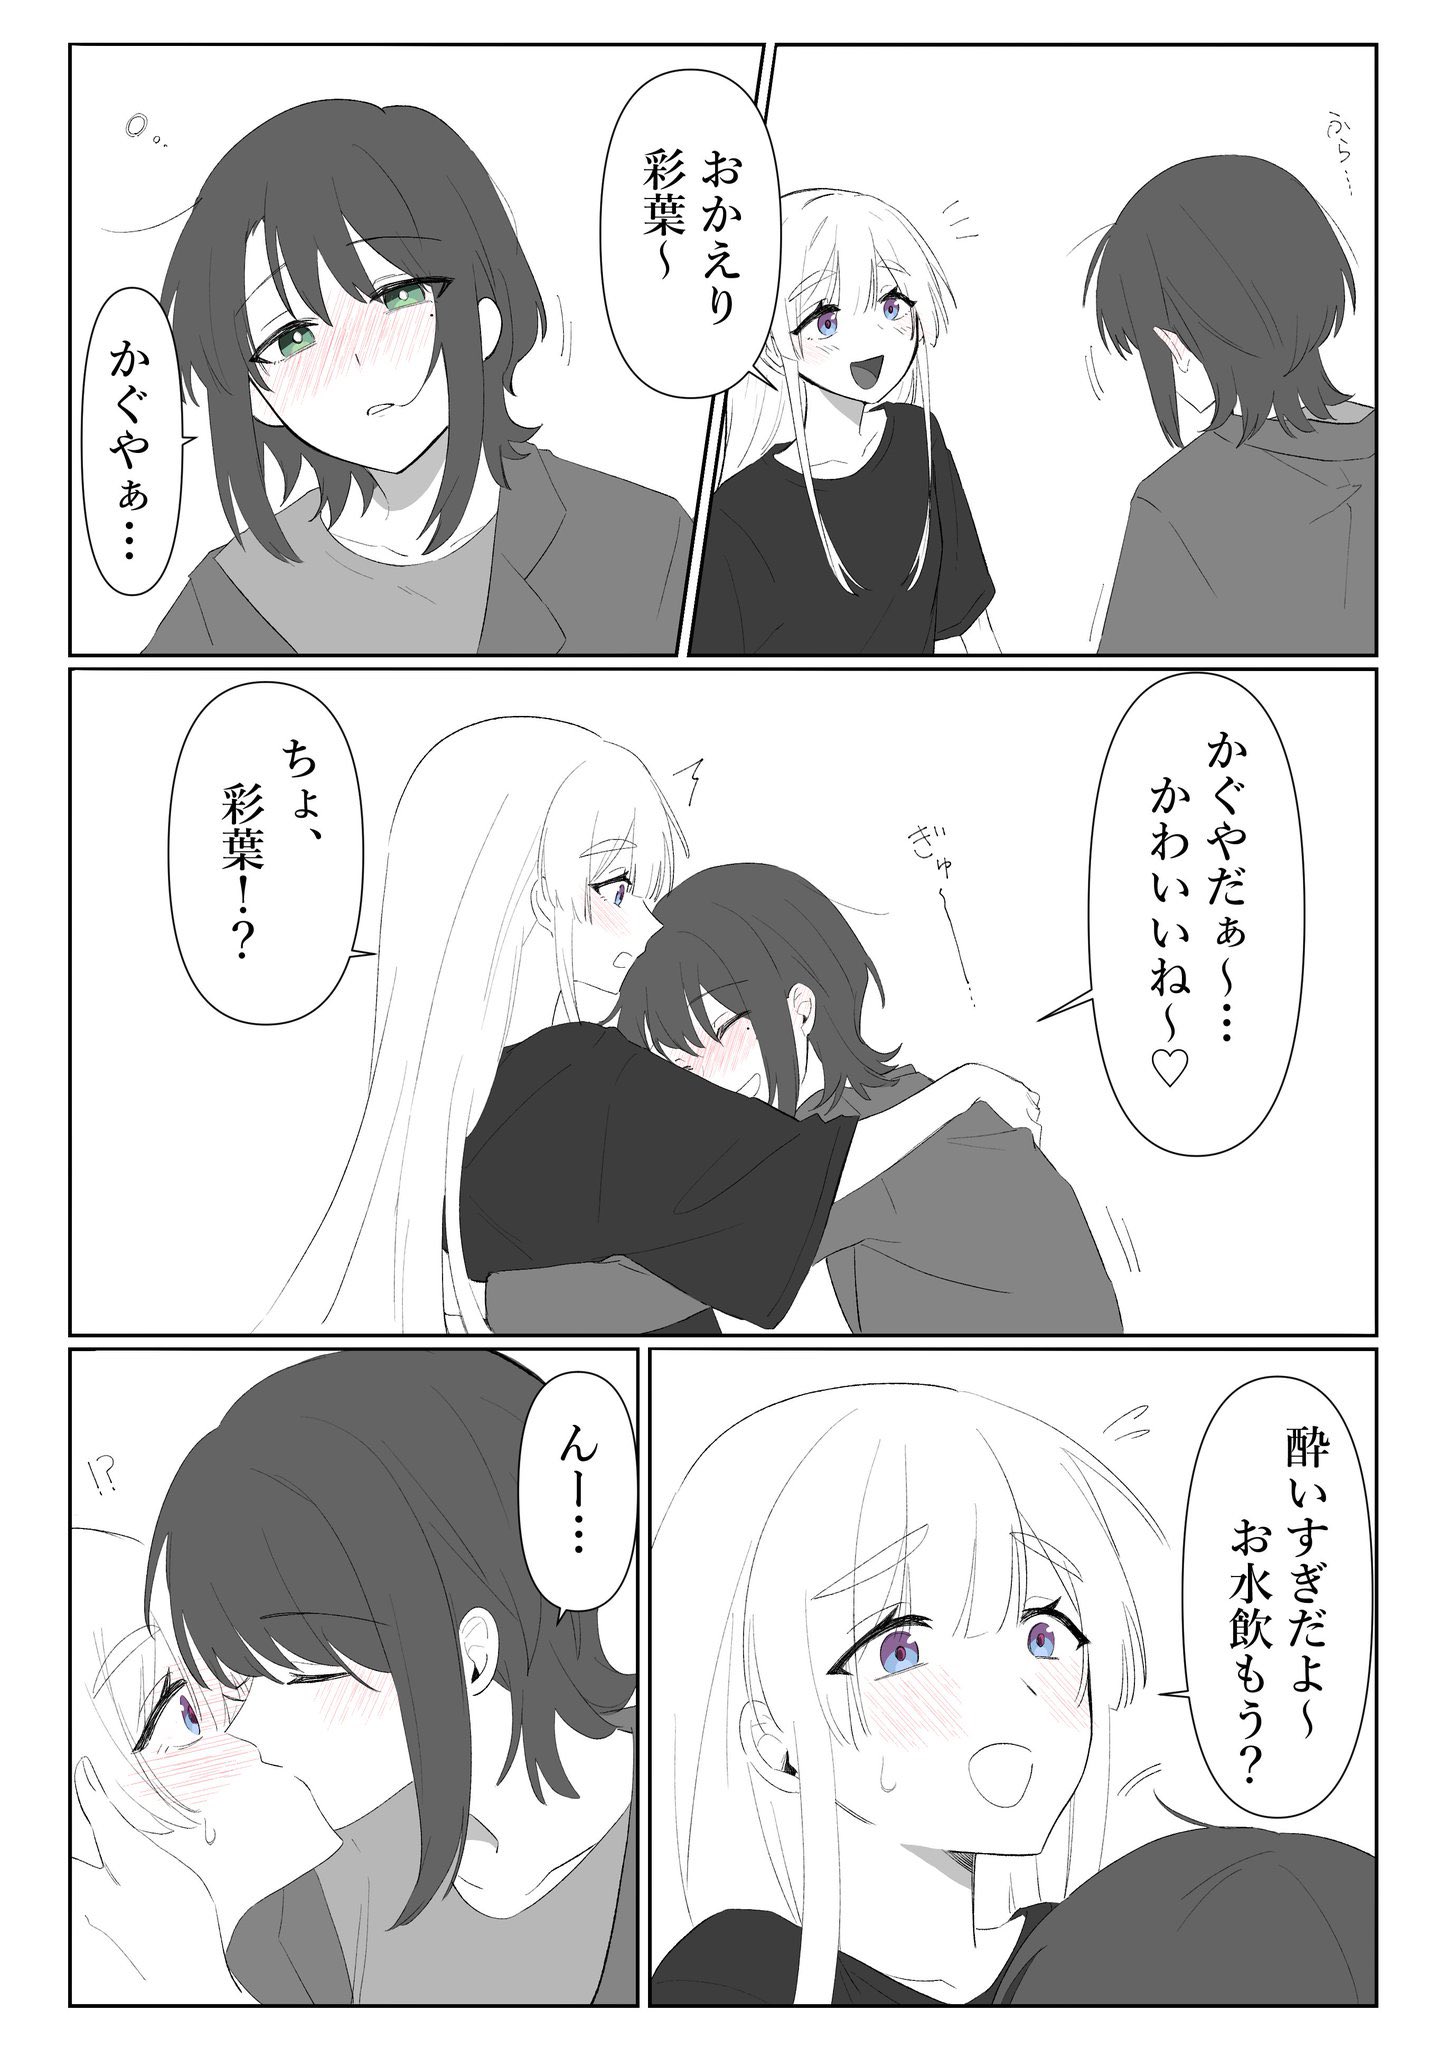 ふら……
おかえり
彩葉～
かぐやぁ…
かぐやだぁ～…
かわいいね～♡
ぎゅ～…
ちょ、
彩葉！？
酔いすぎだよ～
お水飲もう？
んー…
！？